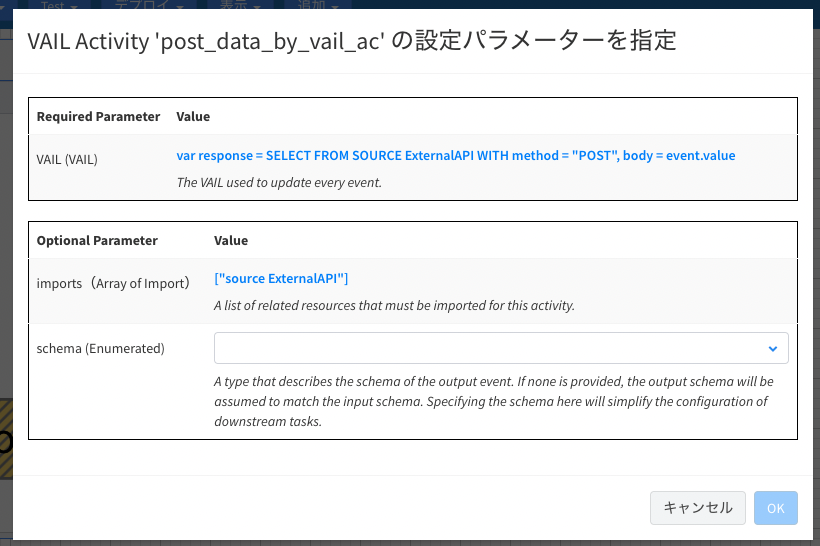 Test
デプロイ
表示
追加
VAIL Activity 'post_data_by_vail_ac' の設定パラメーターを指定
Required Parameter Value
VAIL (VAIL) var response = SELECT FROM SOURCE ExternalAPI WITH method = "POST", body = event.value
The VAIL used to update every event.
Optional Parameter Value
imports（Array of Import） ["source ExternalAPI"]
A list of related resources that must be imported for this activity.
schema (Enumerated)
A type that describes the schema of the output event. If none is provided, the output schema will be
assumed to match the input schema. Specifying the schema here will simplify the configuration of
downstream tasks.
キャンセル OK